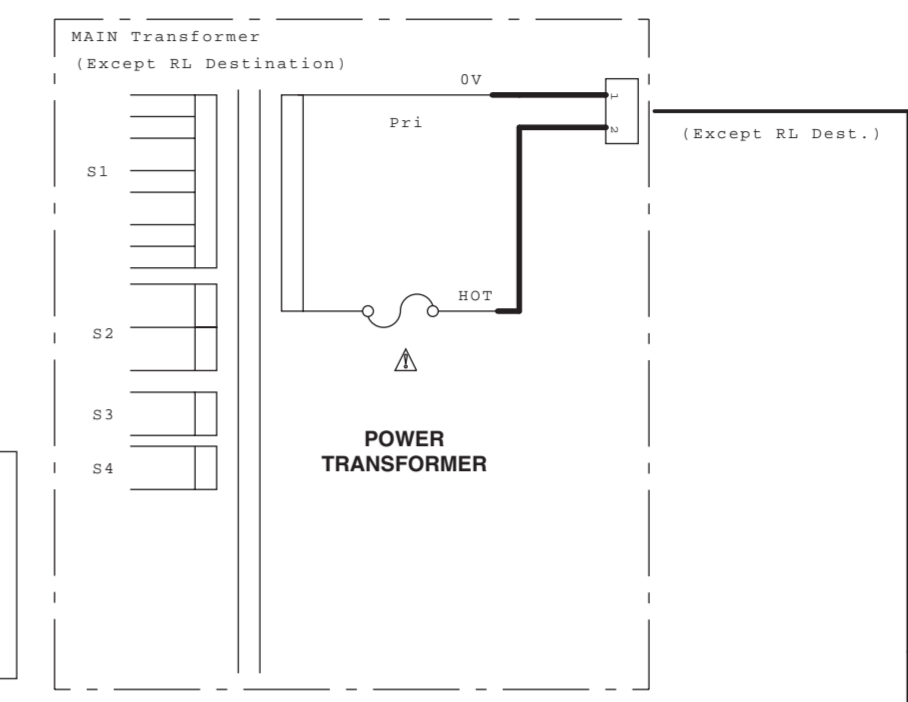 MAIN Transformer
(Except RL Destination)
0V
1
Pri
2
(Except RL Dest.)
S1
HOT
S2
S3
POWER
TRANSFORMER
S4